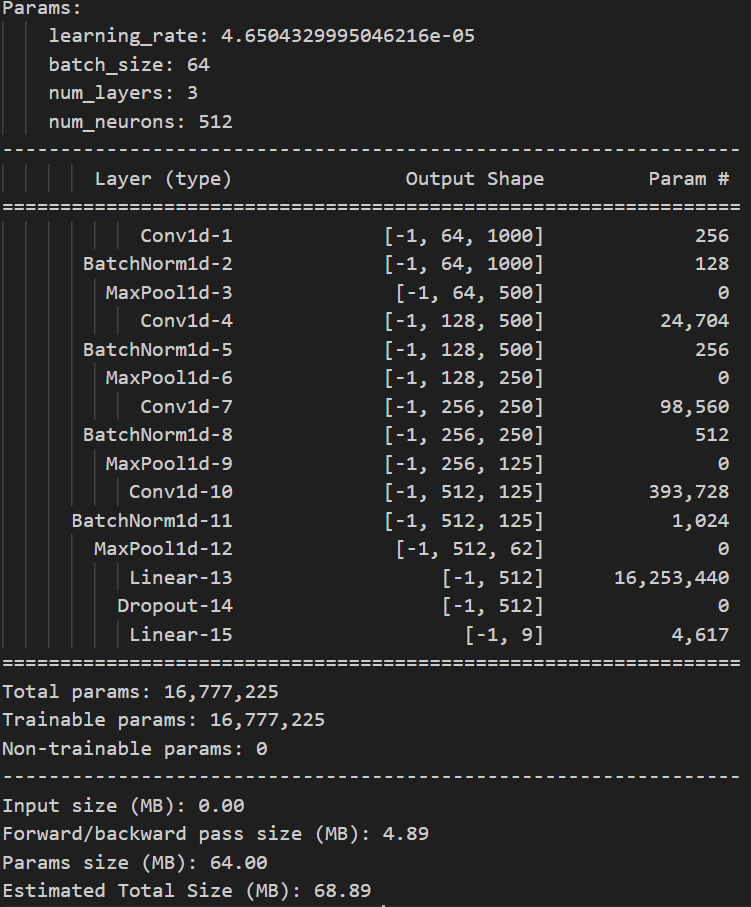 Params:
learning_rate: 4.6504329995046216e-05
batch_size: 64
num_layers: 3
num_neurons: 512
----------------------------------------------------------------
Layer (type) Output Shape Param #
================================================================
Conv1d-1 [-1, 64, 1000] 256
BatchNorm1d-2 [-1, 64, 1000] 128
MaxPool1d-3 [-1, 64, 500] 0
Conv1d-4 [-1, 128, 500] 24,704
BatchNorm1d-5 [-1, 128, 500] 256
MaxPool1d-6 [-1, 128, 250] 0
Conv1d-7 [-1, 256, 250] 98,560
BatchNorm1d-8 [-1, 256, 250] 512
MaxPool1d-9 [-1, 256, 125] 0
Conv1d-10 [-1, 512, 125] 393,728
BatchNorm1d-11 [-1, 512, 125] 1,024
MaxPool1d-12 [-1, 512, 62] 0
Linear-13 [-1, 512] 16,253,440
Dropout-14 [-1, 512] 0
Linear-15 [-1, 9] 4,617
================================================================
Total params: 16,777,225
Trainable params: 16,777,225
Non-trainable params: 0
----------------------------------------------------------------
Input size (MB): 0.00
Forward/backward pass size (MB): 4.89
Params size (MB): 64.00
Estimated Total Size (MB): 68.89